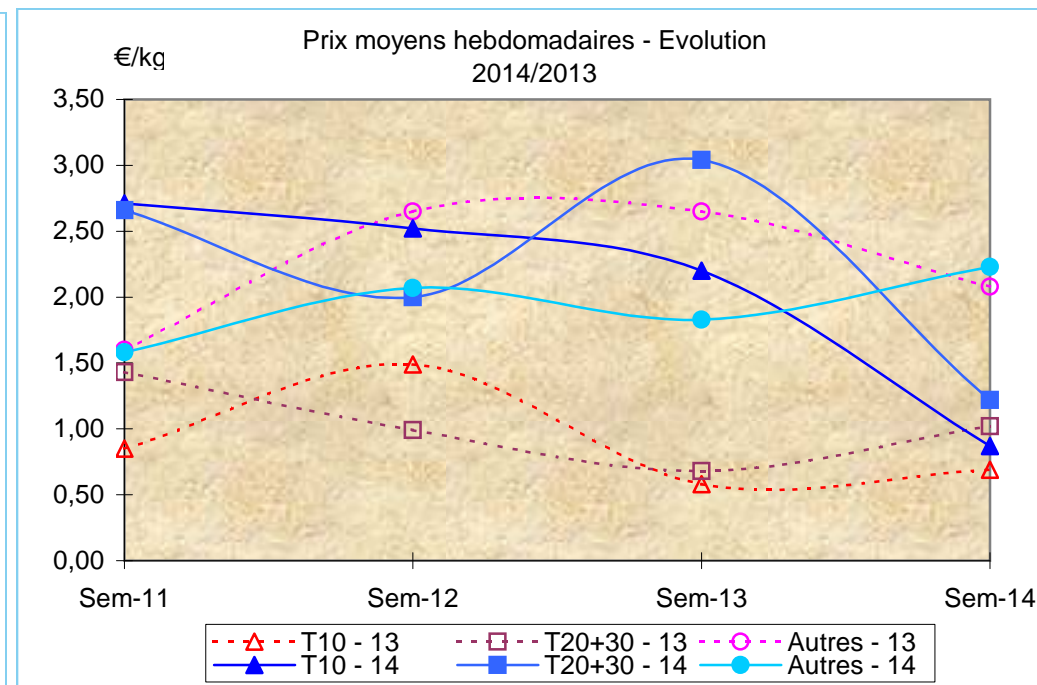 Prix moyens hebdomadaires - Evolution
2014/2013
€/kg
3,50
3,00
2,50
2,00
1,50
1,00
0,50
0,00
Sem-11 Sem-12 Sem-13 Sem-14
T10 - 13 T20+30 - 13 Autres - 13
T10 - 14 T20+30 - 14 Autres - 14